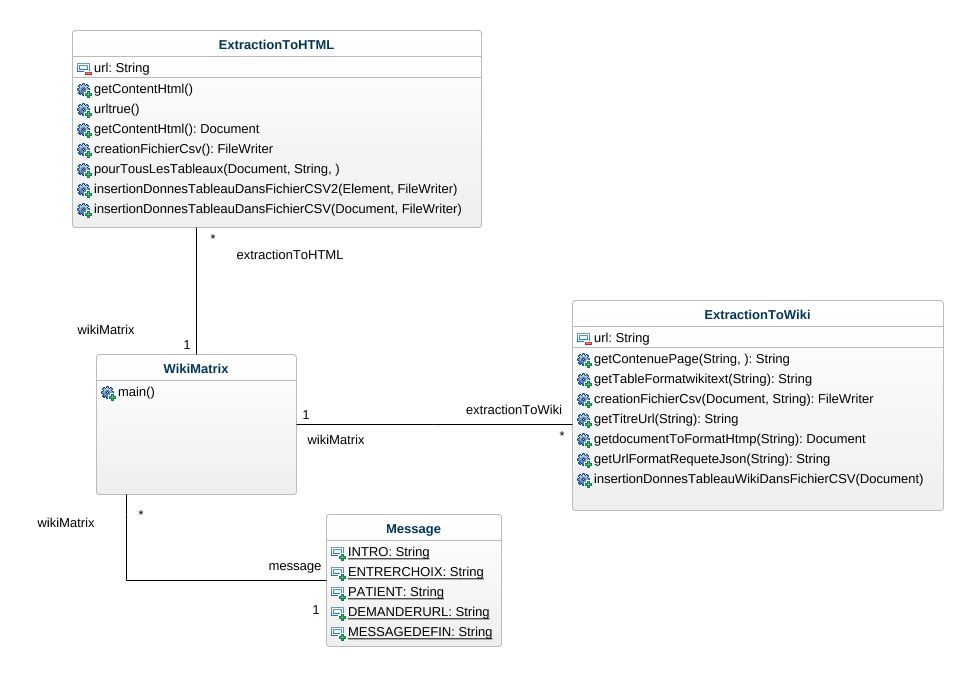 ExtractionToHTML
url: String
getContentHtml()
urltrue()
getContentHtml(): Document
creationFichierCsv(): FileWriter
pourTousLesTableaux(Document, String, )
insertionDonnesTableauDansFichierCSV2(Element, FileWriter)
insertionDonnesTableauDansFichierCSV(Document, FileWriter)
*
extractionToHTML
wikiMatrix
1
WikiMatrix
main()
1
wikiMatrix
extractionToWiki
*
ExtractionToWiki
url: String
getContenuePage(String, ): String
getTableFormatwikitext(String): String
creationFichierCsv(Document, String): FileWriter
getTitreUrl(String): String
getdocumentToFormatHtmp(String): Document
getUrlFormatRequeteJson(String): String
insertionDonnesTableauWikiDansFichierCSV(Document)
wikiMatrix
*
message
1
Message
INTRO: String
ENTRERCHOIX: String
PATIENT: String
DEMANDERURL: String
MESSAGEDEFIN: String